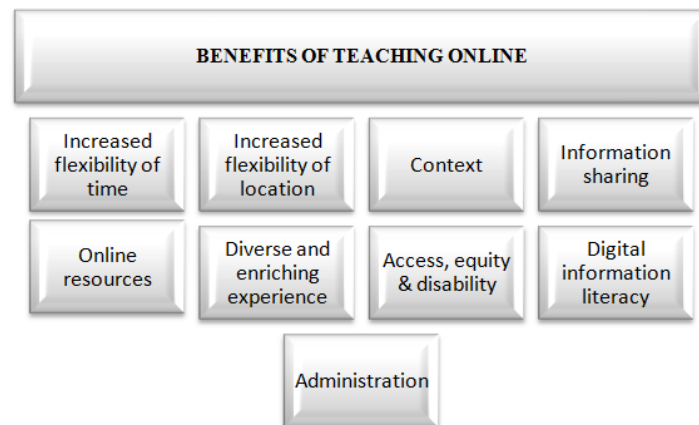 BENEFITS OF TEACHING ONLINE
Increased
flexibility of
time
Increased
flexibility of
location
Context
Information
sharing
Online
resources
Diverse and
enriching
experience
Access, equity
& disability
Digital
information
literacy
Administration